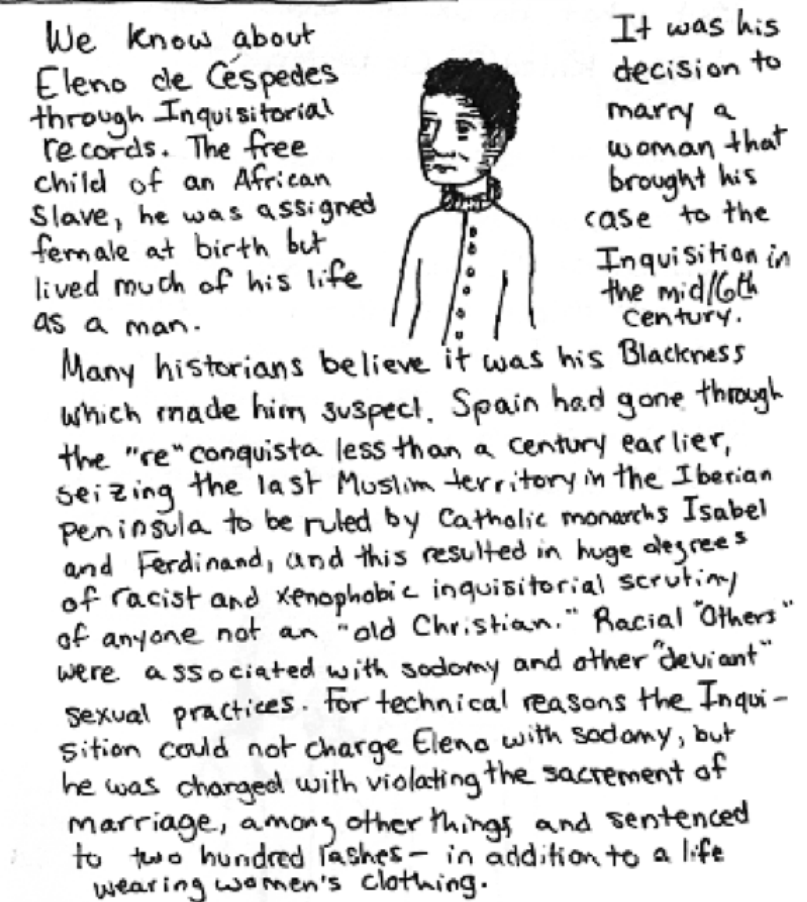 We know about
Eleno de Céspedes
through Inquisitorial
records. The free
child of an African
Slave, he was assigned
female at birth but
lived much of his life
as a man.
It was his
decision to
marry a
woman that
brought his
case to the
Inquisition in
the mid/6th
century.
Many historians believe it was his Blackness
which made him suspect. Spain had gone through
the "re"conquista less than a century earlier,
seizing the last Muslim territory in the Iberian
Peninsula to be ruled by Catholic monarchs Isabel
and Ferdinand, and this resulted in huge degrees
of racist and xenophobic inquisitorial scrutiny
of anyone not an "old Christian." Racial "Others"
were associated with sodomy and other "deviant"
sexual practices. For technical reasons the Inqui-
sition could not charge Eleno with sodomy, but
he was charged with violating the sacrement of
marriage, among other things and sentenced
to two hundred lashes - in addition to a life
wearing women's clothing.